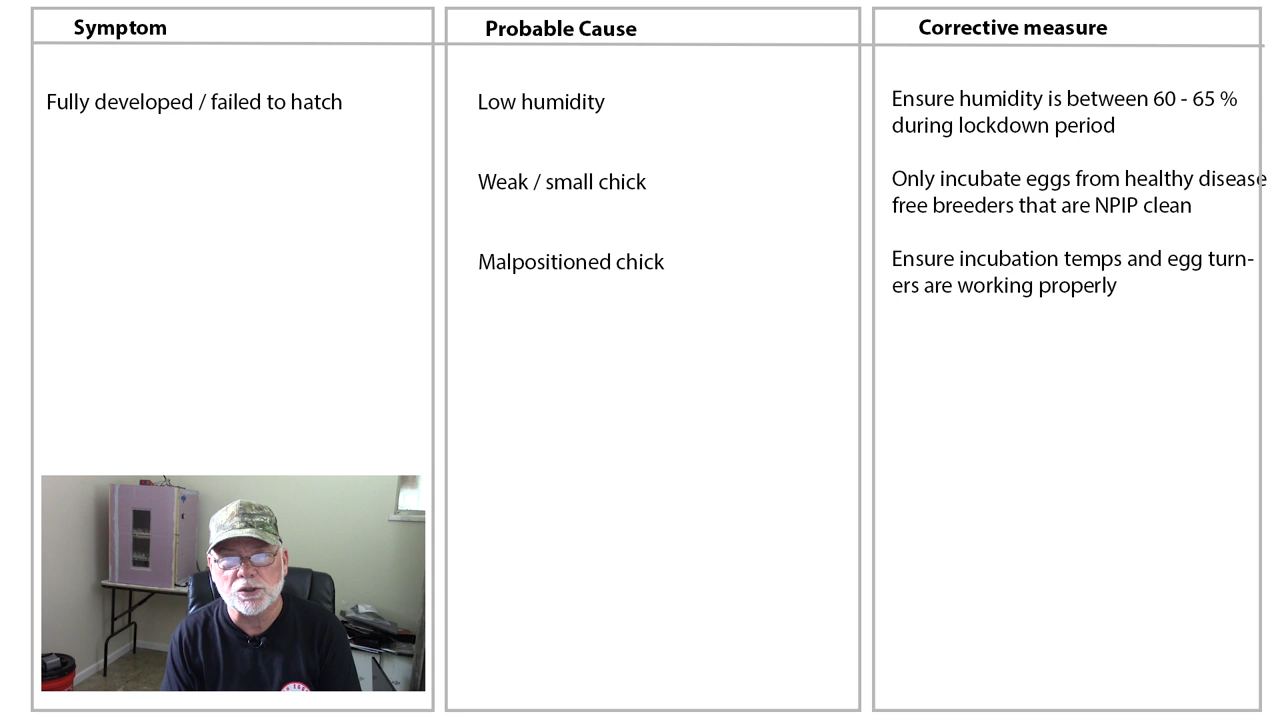 Symptom
Probable Cause
Corrective measure
Fully developed / failed to hatch
Low humidity
Ensure humidity is between 60 - 65 %
during lockdown period
Weak / small chick
Only incubate eggs from healthy disease
free breeders that are NPIP clean
Malpositioned chick
Ensure incubation temps and egg turn-
ers are working properly